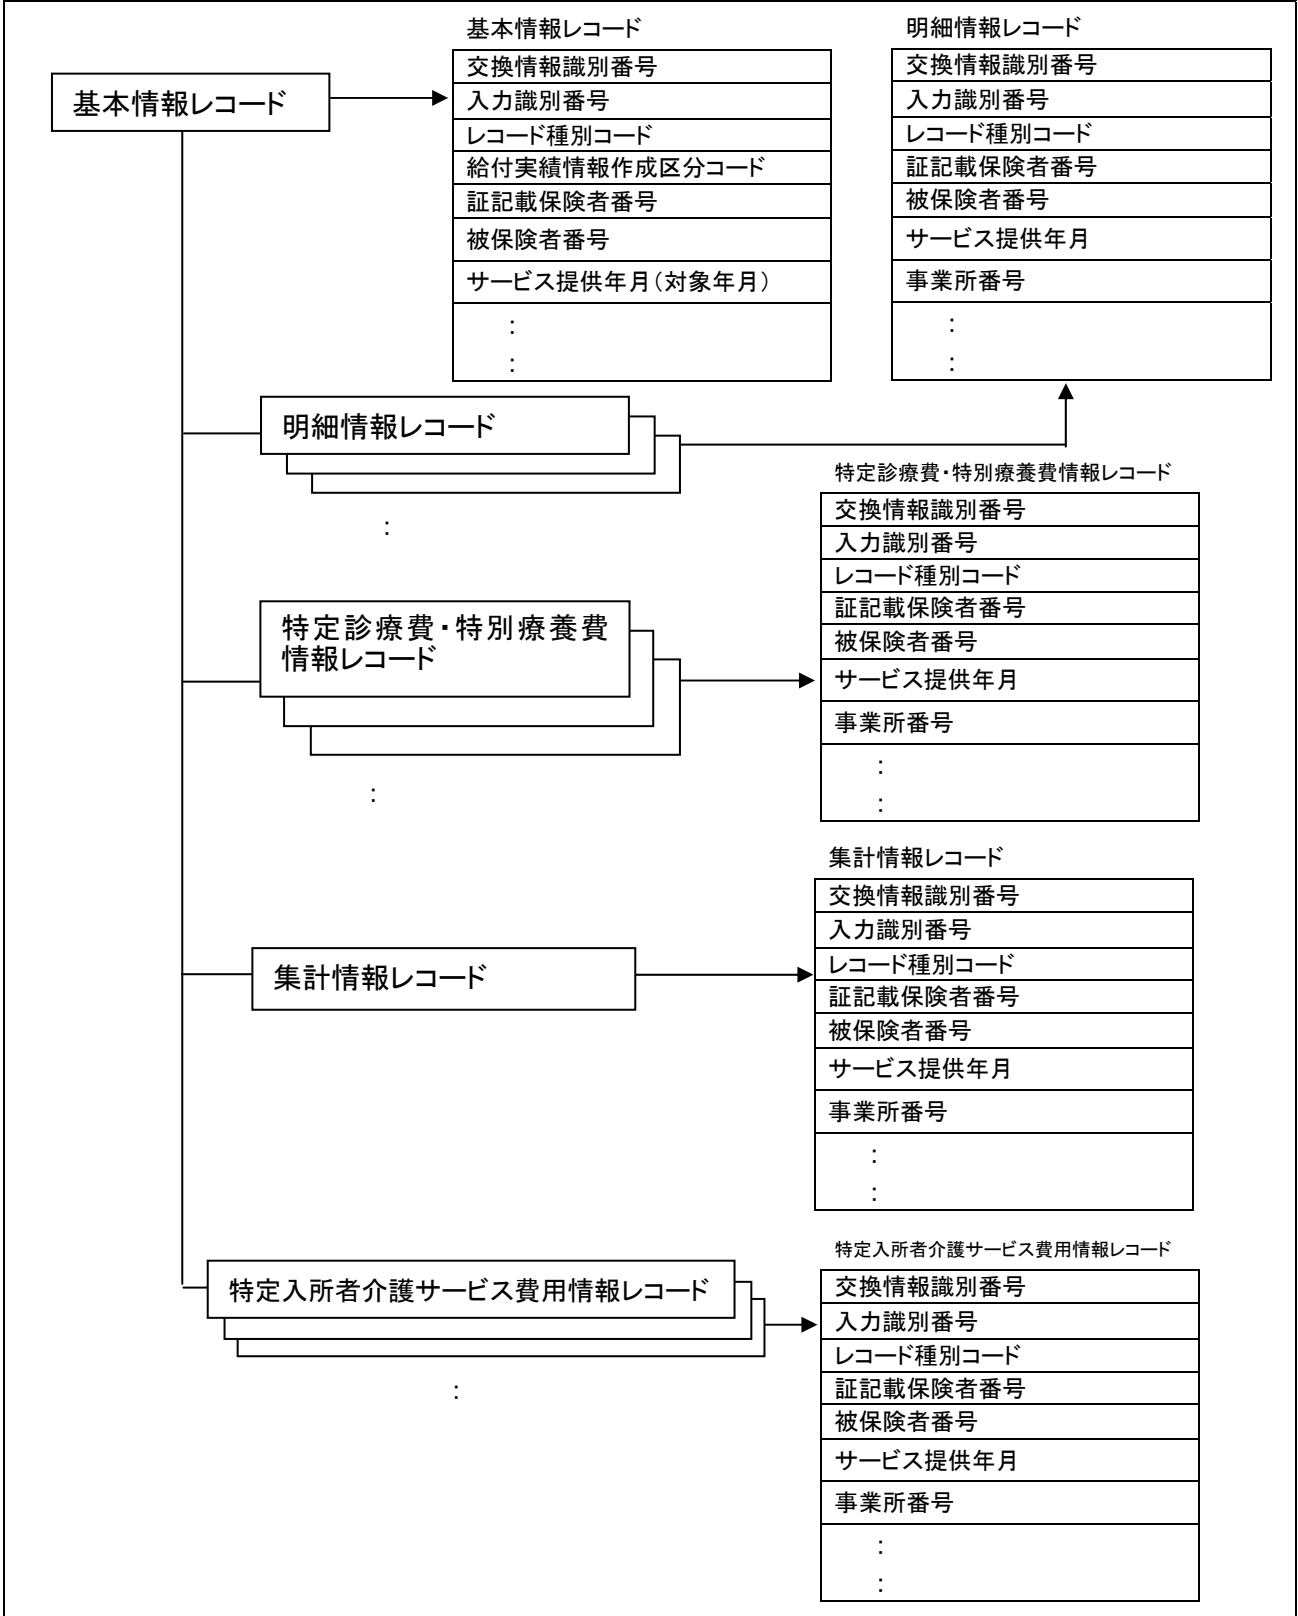 基本情報レコード
基本情報レコード
交換情報識別番号
入力識別番号
レコード種別コード
給付実績情報作成区分コード
証記載保険者番号
被保険者番号
サービス提供年月（対象年月）
:
:
明細情報レコード
交換情報識別番号
入力識別番号
レコード種別コード
証記載保険者番号
被保険者番号
サービス提供年月
事業所番号
:
:
明細情報レコード
:
特定診療費・特別療養費情報レコード
交換情報識別番号
入力識別番号
レコード種別コード
証記載保険者番号
被保険者番号
サービス提供年月
事業所番号
:
:
特定診療費・特別療養費
情報レコード
:
集計情報レコード
交換情報識別番号
入力識別番号
レコード種別コード
証記載保険者番号
被保険者番号
サービス提供年月
事業所番号
:
:
集計情報レコード
特定入所者介護サービス費用情報レコード
交換情報識別番号
入力識別番号
レコード種別コード
証記載保険者番号
被保険者番号
サービス提供年月
事業所番号
:
:
特定入所者介護サービス費用情報レコード
: